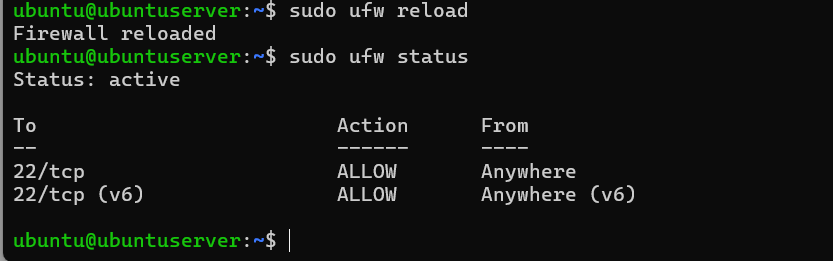 ubuntu@ubuntuserver:~$ sudo ufw reload
Firewall reloaded
ubuntu@ubuntuserver:~$ sudo ufw status
Status: active

To                         Action      From
--                         ------      ----
22/tcp                     ALLOW       Anywhere
22/tcp (v6)                ALLOW       Anywhere (v6)

ubuntu@ubuntuserver:~$